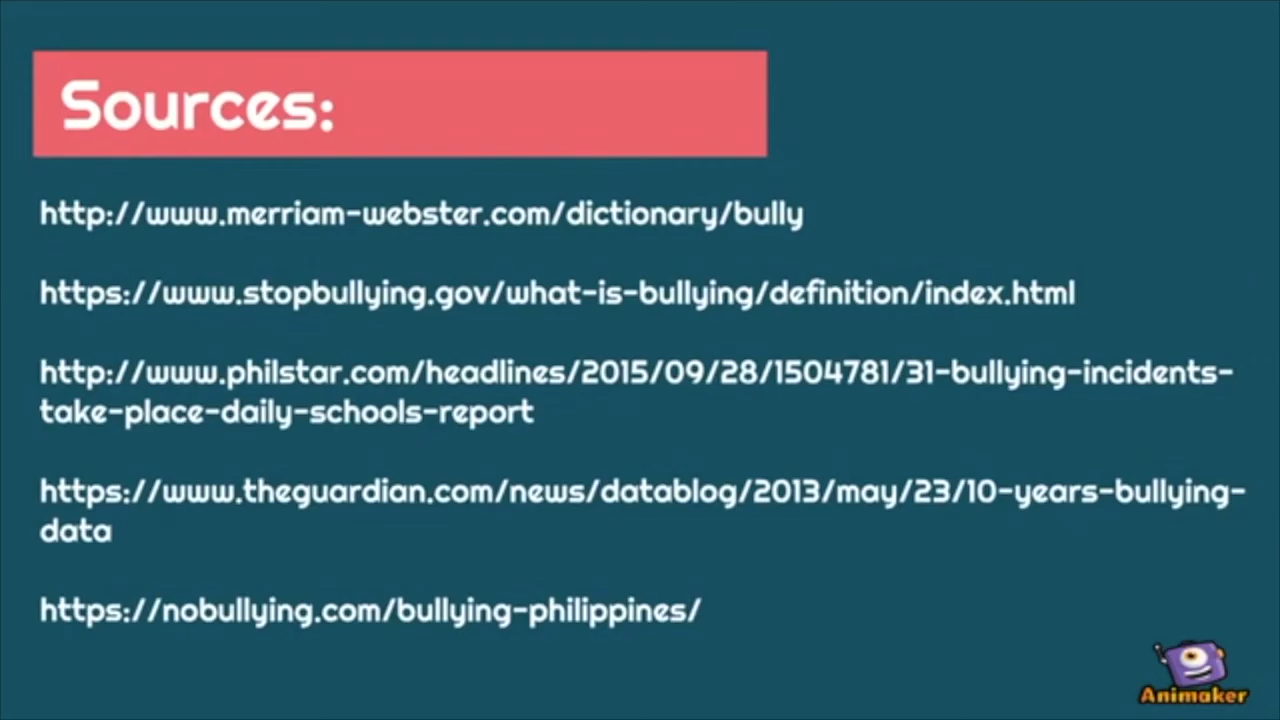 Sources:
http://www.merriam-webster.com/dictionary/bully
https://www.stopbullying.gov/what-is-bullying/definition/index.html
http://www.philstar.com/headlines/2015/09/28/1504781/31-bullying-incidents-
take-place-daily-schools-report
https://www.theguardian.com/news/datablog/2013/may/23/10-years-bullying-
data
https://nobullying.com/bullying-philippines/
Animaker